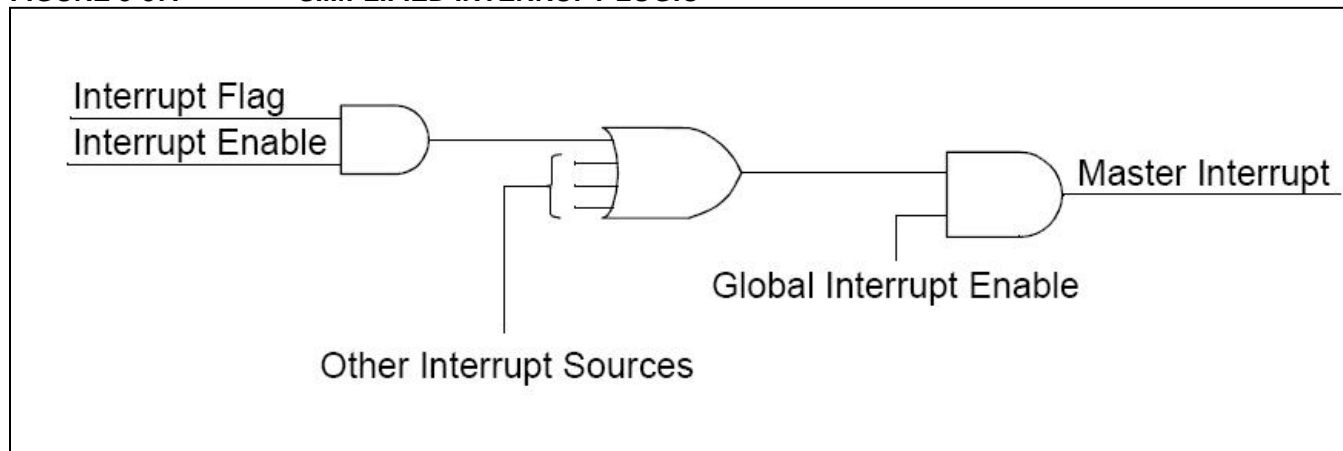 Interrupt Flag
Interrupt Enable
Master Interrupt
Global Interrupt Enable
Other Interrupt Sources